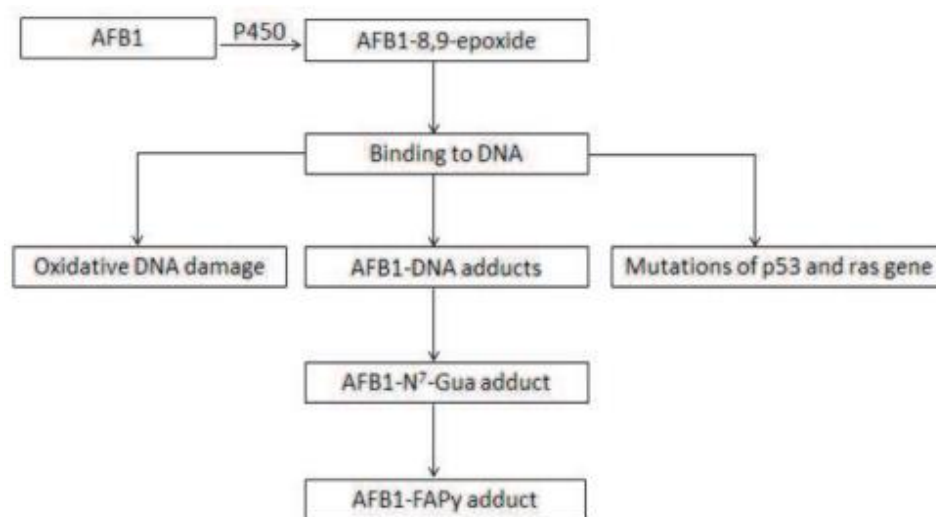 AFB1
P450
AFB1-8,9-epoxide
Binding to DNA
Oxidative DNA damage
AFB1-DNA adducts
Mutations of p53 and ras gene
AFB1-N⁷-Gua adduct
AFB1-FAPy adduct